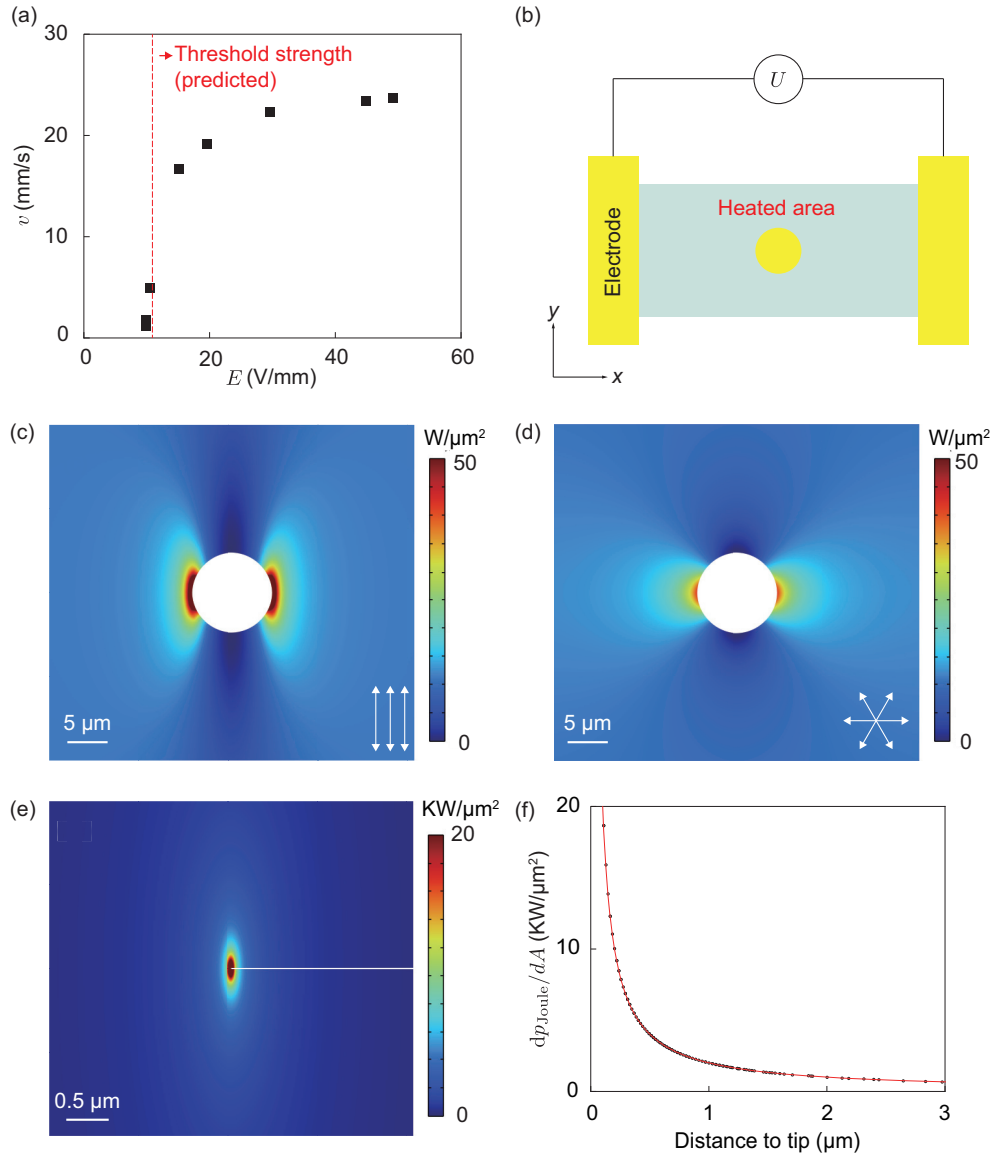 (a)
30
20
10
0
v (mm/s)
Threshold strength
(predicted)
0
20
40
60
E (V/mm)
(b)
U
Electrode
Heated area
y
x
(c)
W/μm²
50
0
5 μm
(d)
W/μm²
50
0
5 μm
(e)
KW/μm²
20
0
0.5 μm
(f)
20
10
0
dp_Joule/dA (KW/μm²)
0
1
2
3
Distance to tip (μm)